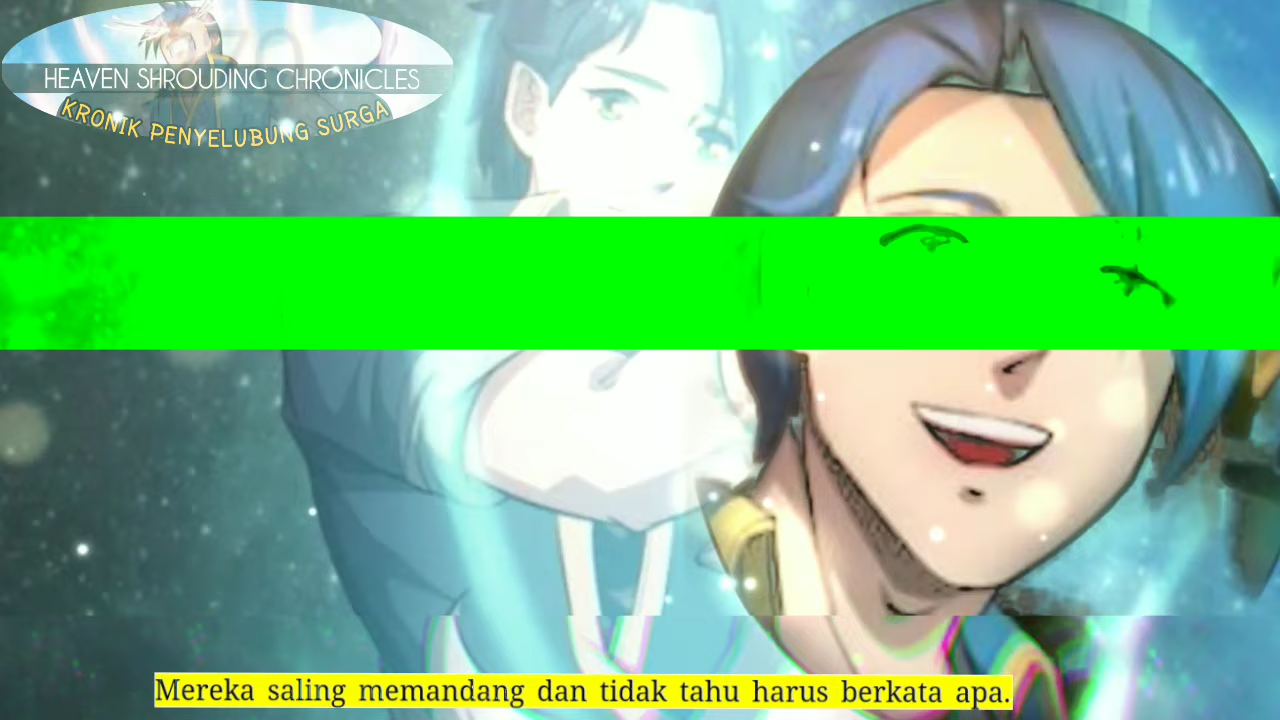 HEAVEN SHROUDING CHRONICLES
KRONIK PENYELUBUNG SURGA
Mereka saling memandang dan tidak tahu harus berkata apa.